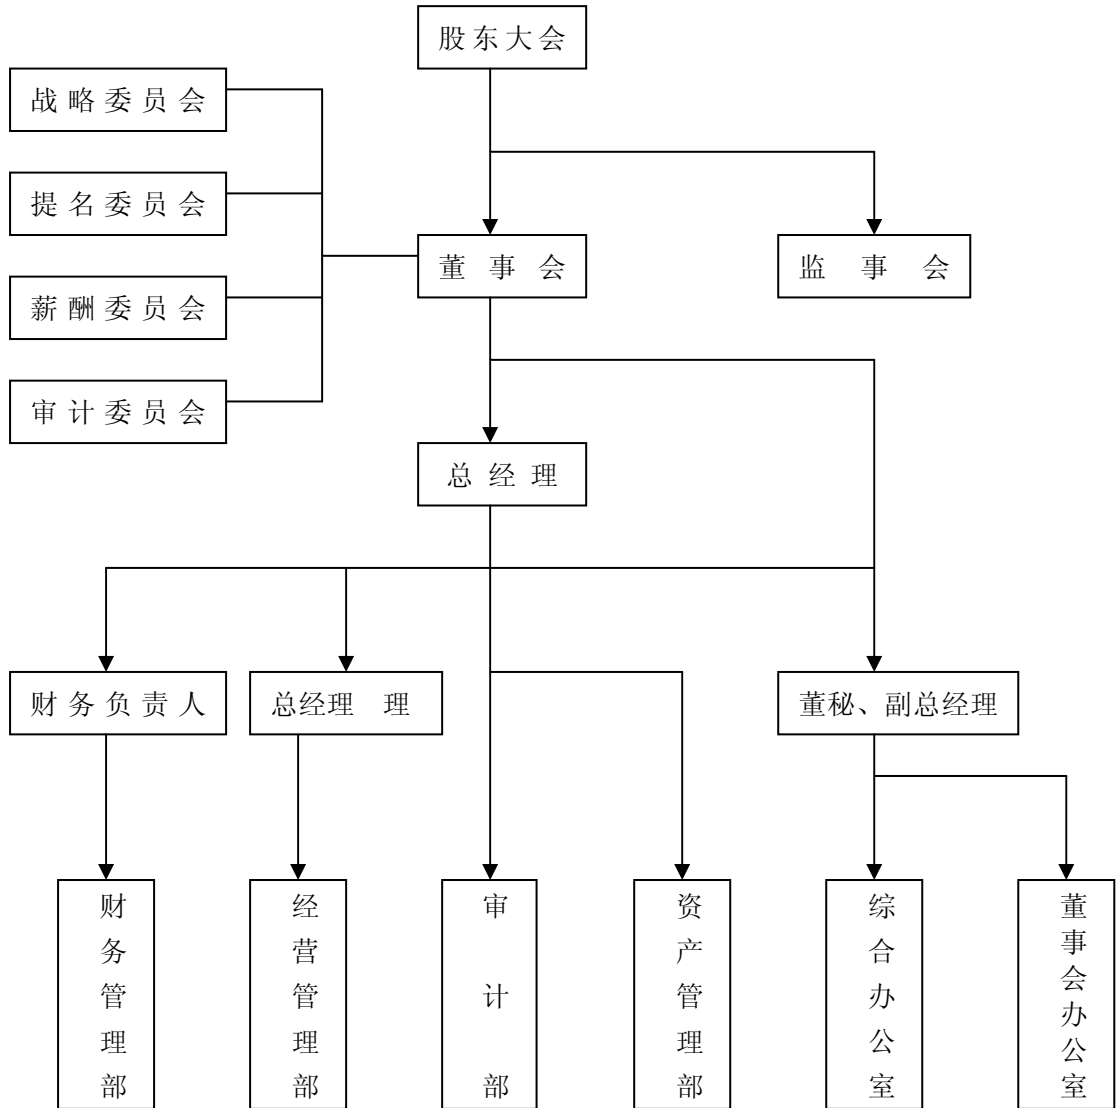 股东大会
战略委员会
提名委员会
董事会
监事会
薪酬委员会
审计委员会
总经理
财务负责人
总经理 理
董秘、副总经理
财务管理部
经营管理部
审计部
资产管理部
综合办公室
董事会办公室